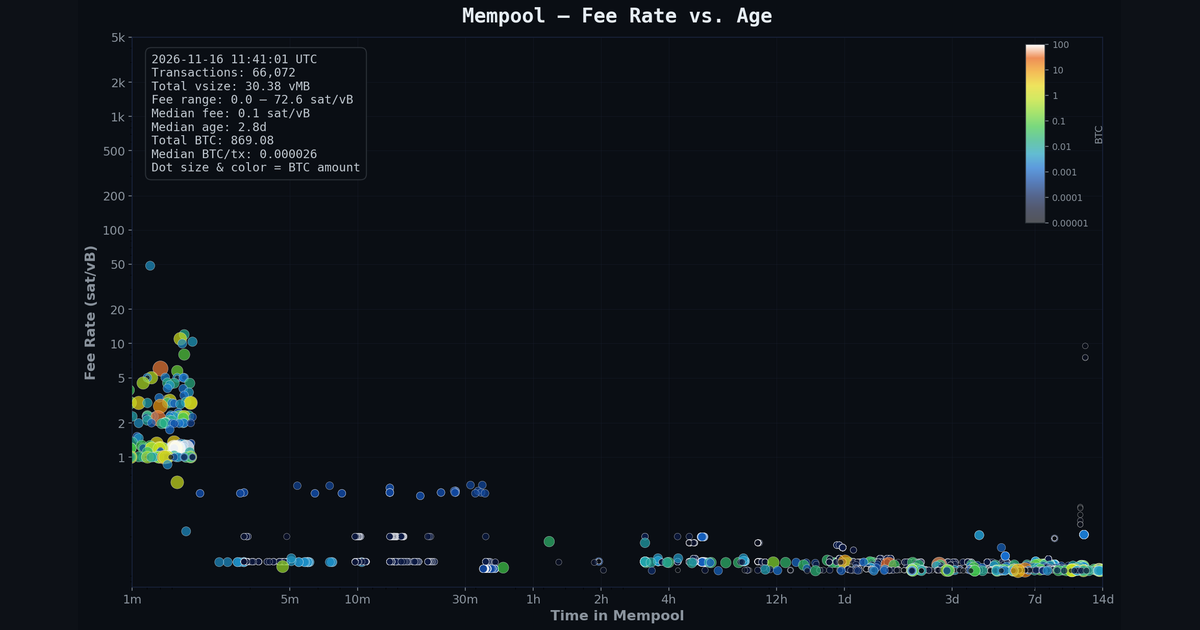 Mempool — Fee Rate vs. Age
2026-11-16 11:41:01 UTC
Transactions: 66,072
Total vsize: 30.38 vMB
Fee range: 0.0 — 72.6 sat/vB
Median fee: 0.1 sat/vB
Median age: 2.8d
Total BTC: 869.08
Median BTC/tx: 0.000026
Dot size & color = BTC amount
Fee Rate (sat/vB)
5k
2k
1k
500
200
100
50
20
10
5
2
1
100
10
1
0.1
0.01
0.001
0.0001
0.00001
BTC
1m 5m 10m 30m 1h 2h 4h 12h 1d 3d 7d 14d
Time in Mempool